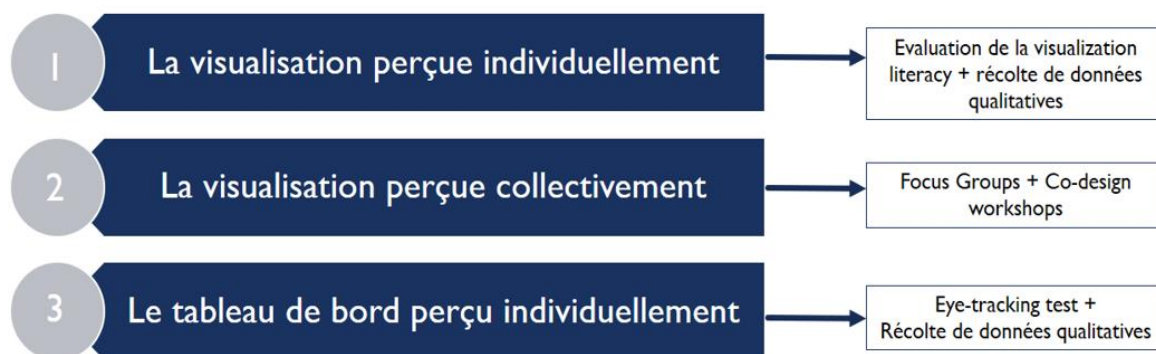 1
La visualisation perçue individuellement
Evaluation de la visualization
literacy + récolte de données
qualitatives
2
La visualisation perçue collectivement
Focus Groups + Co-design
workshops
3
Le tableau de bord perçu individuellement
Eye-tracking test +
Récolte de données qualitatives